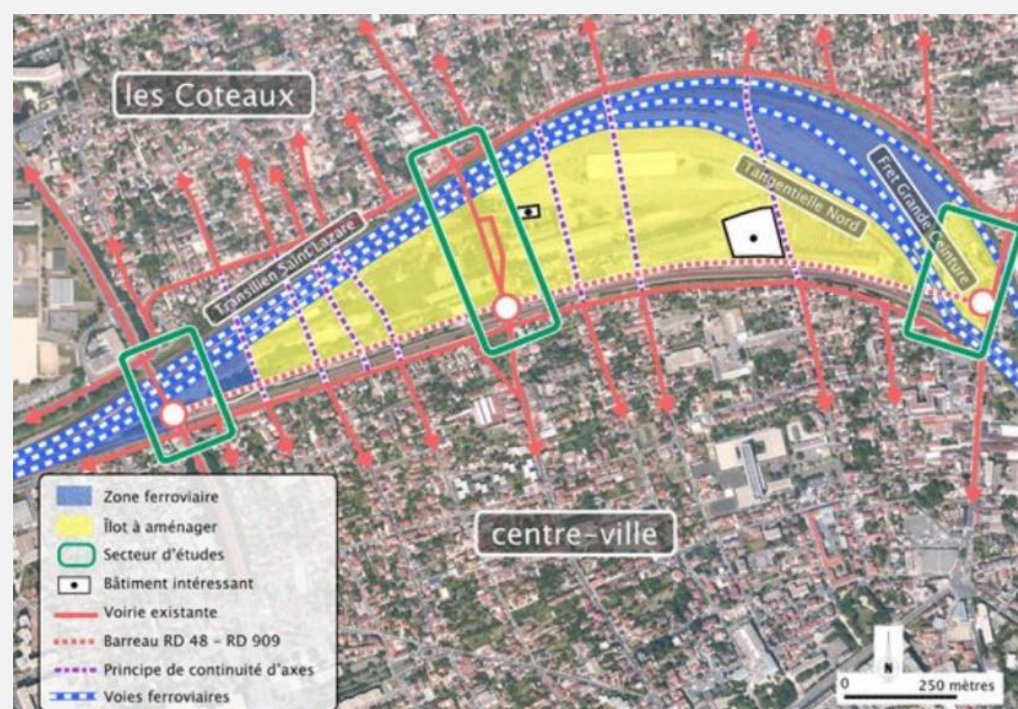 les Coteaux
Transilien Saint Lazare
Tangentielle Nord
Fret Grande Ceinture
centre-ville
Zone ferroviaire
Îlot à aménager
Secteur d'études
Bâtiment intéressant
Voirie existante
Barreau RD 48 – RD 909
Principe de continuité d'axes
Voies ferroviaires
N
0 250 mètres